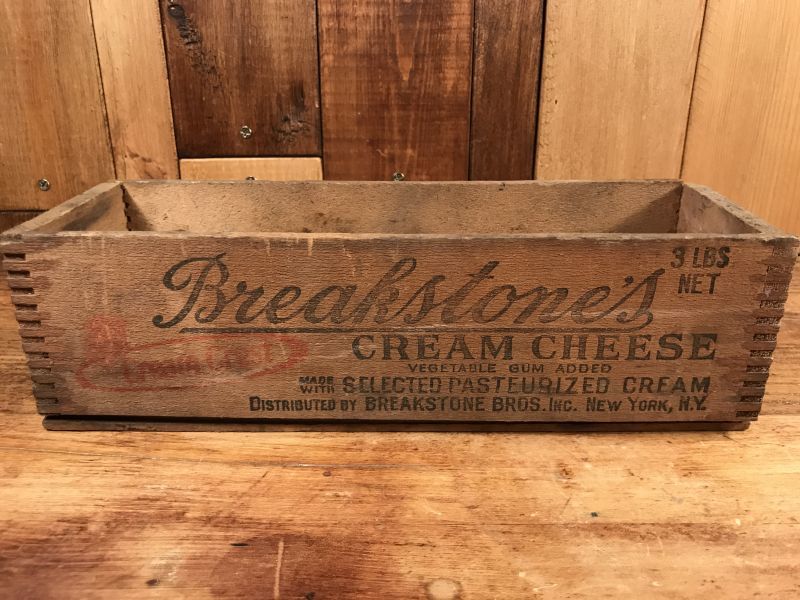 Breakstone's
3 LBS
NET
CREAM CHEESE
VEGETABLE GUM ADDED
MADE WITH SELECTED PASTEURIZED CREAM
DISTRIBUTED BY BREAKSTONE BROS. INC. NEW YORK, N.Y.